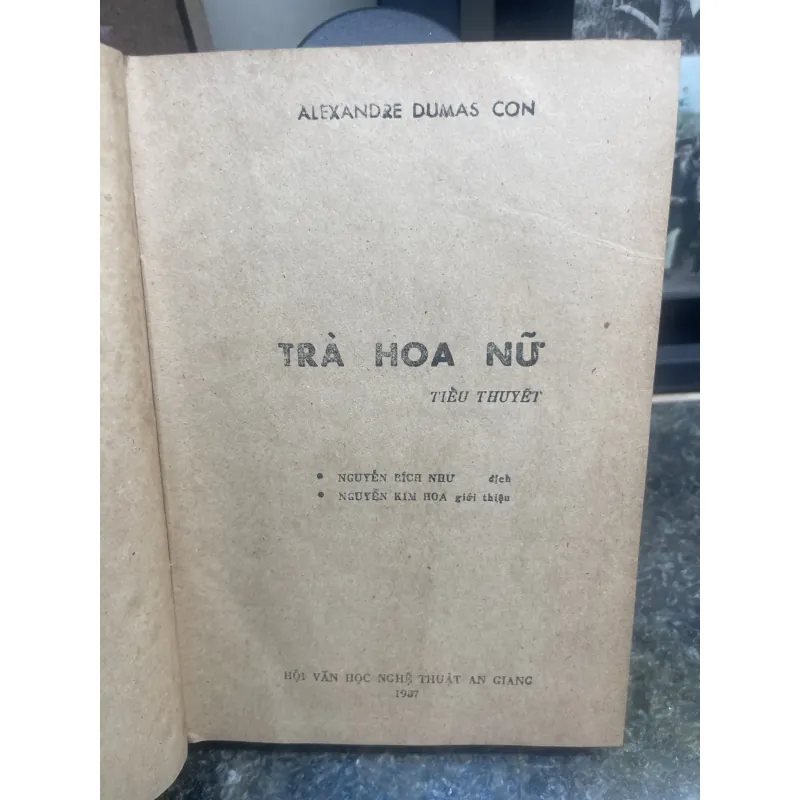 ALEXANDRE DUMAS CON
TRÀ HOA NỮ
TIỂU THUYẾT
• NGUYỄN BÍCH NHƯ dịch
• NGUYỄN KIM HOA giới thiệu
HỘI VĂN HỌC NGHỆ THUẬT AN GIANG
1987